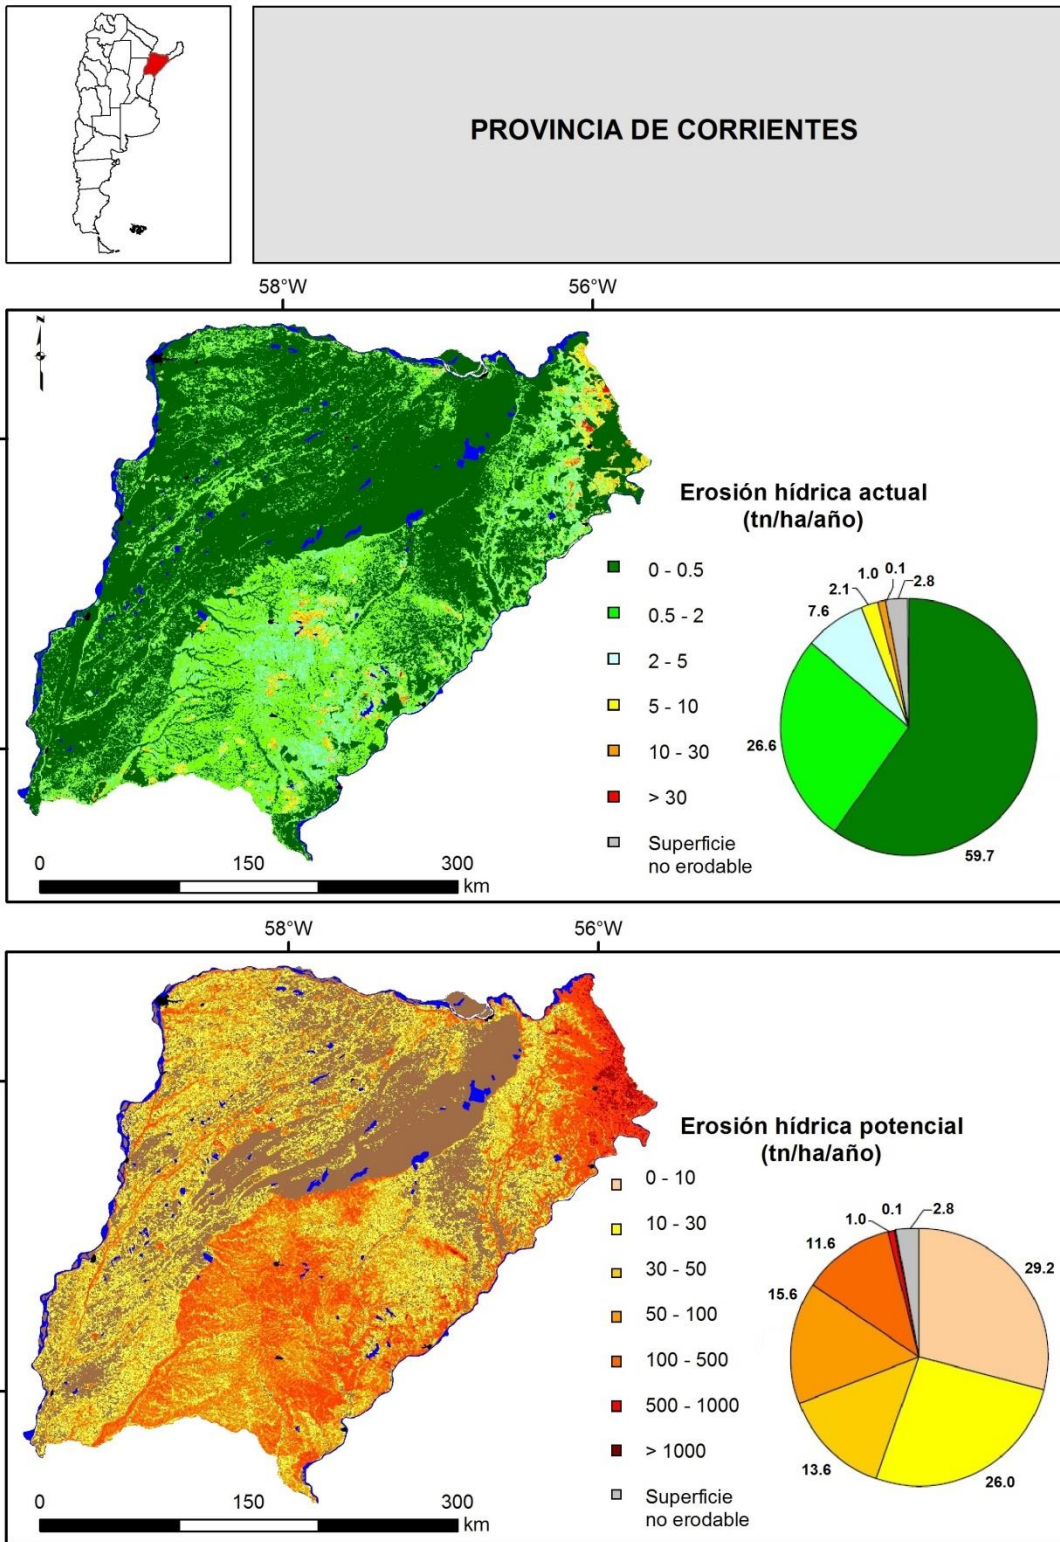 PROVINCIA DE CORRIENTES
58°W
56°W
N
Erosión hídrica actual
(tn/ha/año)
0 - 0.5
0.5 - 2
2 - 5
5 - 10
10 - 30
> 30
Superficie
no erodable
2.1
1.0
0.1
2.8
7.6
26.6
59.7
0
150
300
km
58°W
56°W
Erosión hídrica potencial
(tn/ha/año)
0 - 10
10 - 30
30 - 50
50 - 100
100 - 500
500 - 1000
> 1000
Superficie
no erodable
1.0
0.1
2.8
11.6
29.2
15.6
13.6
26.0
0
150
300
km